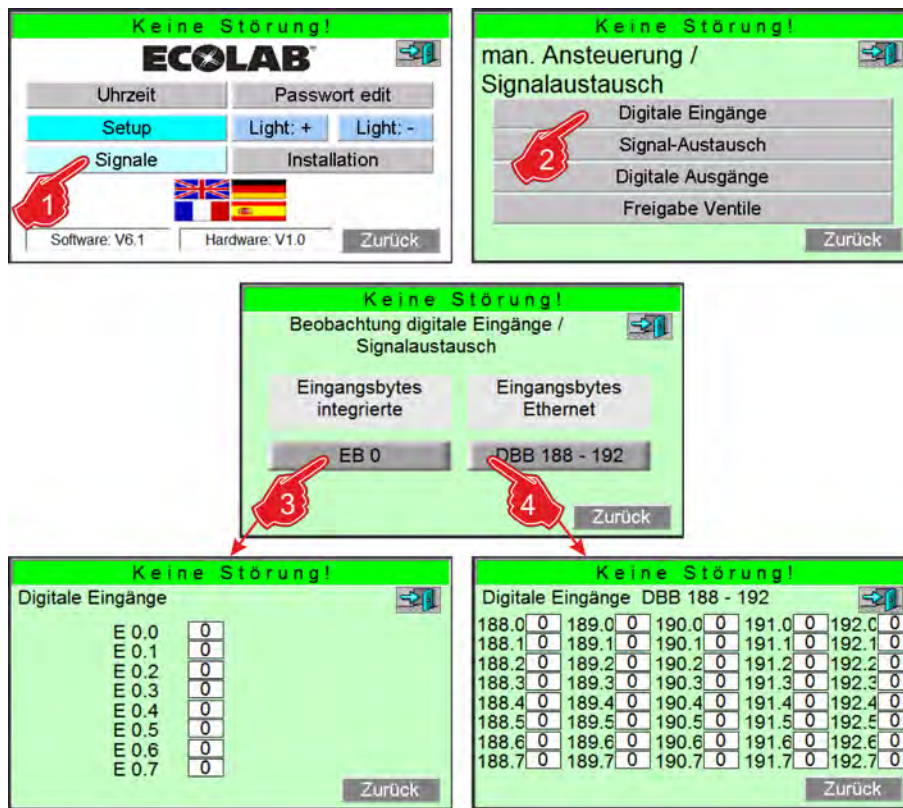 Keine Störung!
ECOLAB
Uhrzeit
Passwort edit
Setup
Light: +
Light: -
Signale
Installation
1
Software: V6.1
Hardware: V1.0
Zurück
Keine Störung!
man. Ansteuerung /
Signalaustausch
Digitale Eingänge
Signal-Austausch
2
Digitale Ausgänge
Freigabe Ventile
Zurück
Keine Störung!
Beobachtung digitale Eingänge /
Signalaustausch
Eingangsbytes
integrierte
Eingangsbytes
Ethernet
EB 0
DBB 188 - 192
3
4
Zurück
Keine Störung!
Digitale Eingänge
E 0.0 0
E 0.1 0
E 0.2 0
E 0.3 0
E 0.4 0
E 0.5 0
E 0.6 0
E 0.7 0
Zurück
Keine Störung!
Digitale Eingänge DBB 188 - 192
188.0 0 189.0 0 190.0 0 191.0 0 192.0 0
188.1 0 189.1 0 190.1 0 191.1 0 192.1 0
188.2 0 189.2 0 190.2 0 191.2 0 192.2 0
188.3 0 189.3 0 190.3 0 191.3 0 192.3 0
188.4 0 189.4 0 190.4 0 191.4 0 192.4 0
188.5 0 189.5 0 190.5 0 191.5 0 192.5 0
188.6 0 189.6 0 190.6 0 191.6 0 192.6 0
188.7 0 189.7 0 190.7 0 191.7 0 192.7 0
Zurück